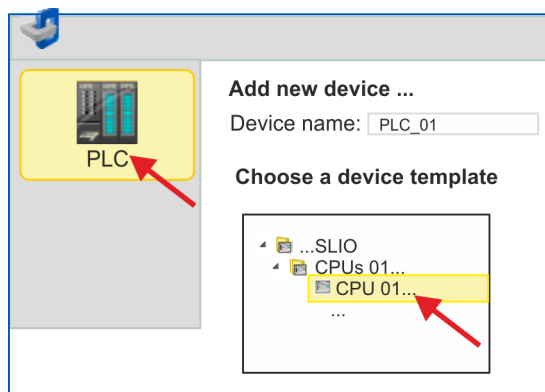 PLC
Add new device ...
Device name: PLC_01
Choose a device template
...SLIO
CPUs 01...
CPU 01...
...